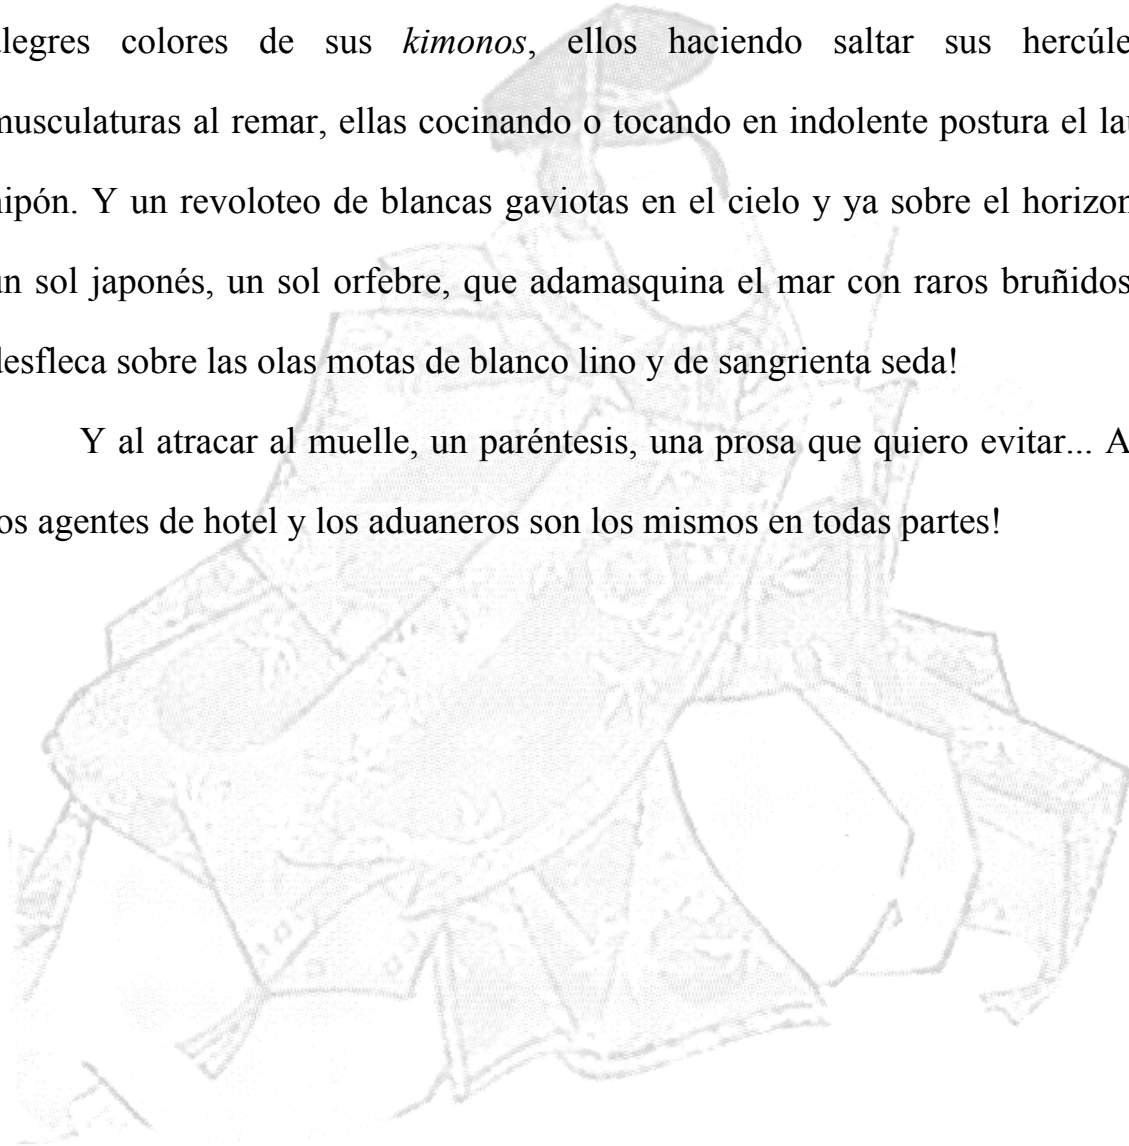 alegres colores de sus kimonos, ellos haciendo saltar sus hercúle
musculaturas al remar, ellas cocinando o tocando en indolente postura el lau
nipón. Y un revoloteo de blancas gaviotas en el cielo y ya sobre el horizon
un sol japonés, un sol orfebre, que adamasquina el mar con raros bruñidos
desfleca sobre las olas motas de blanco lino y de sangrienta seda!
Y al atracar al muelle, un paréntesis, una prosa que quiero evitar... A
os agentes de hotel y los aduaneros son los mismos en todas partes!